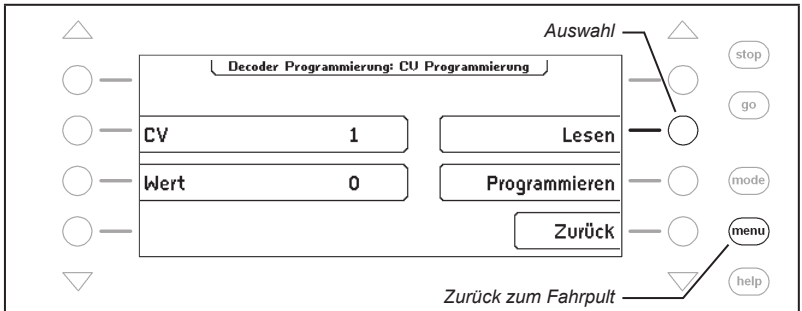 Auswahl
stop
Decoder Programmierung: CV Programmierung
go
CV 1
Lesen
Wert 0
Programmieren
mode
Zurück
menu
help
Zurück zum Fahrpult